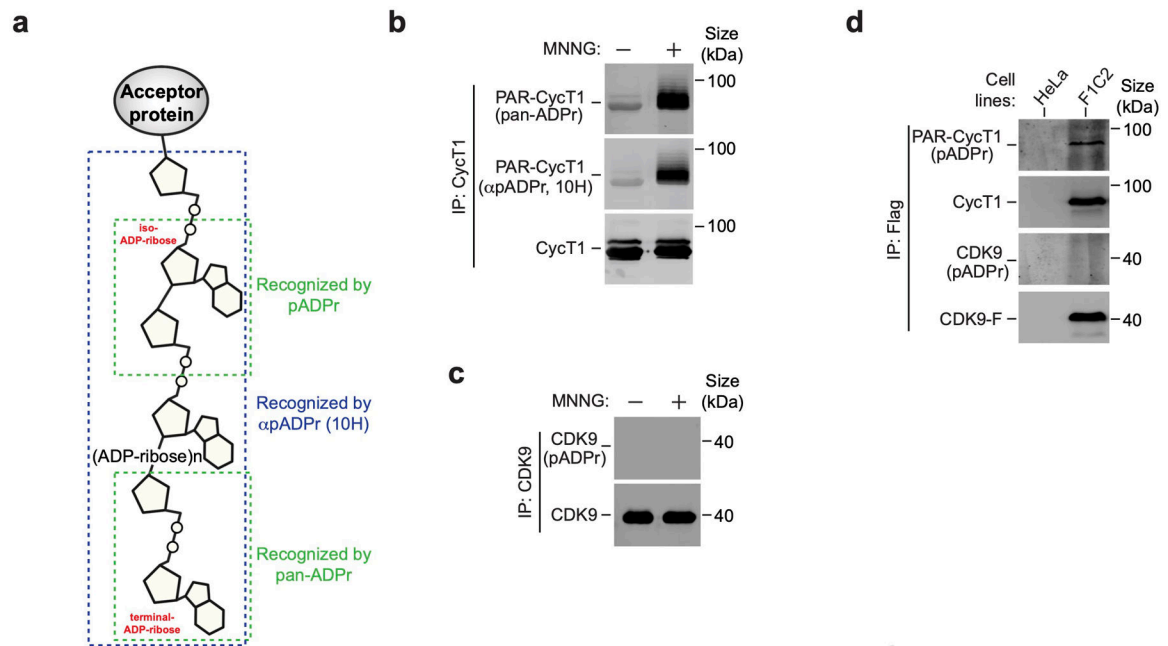 a
Acceptor
protein
iso-
ADP-ribose
Recognized by
pADPr
Recognized by
αpADPr (10H)
(ADP-ribose)n
Recognized by
pan-ADPr
terminal-
ADP-ribose
b
MNNG: − +
Size
(kDa)
IP: CycT1
PAR-CycT1
(pan-ADPr)
100
PAR-CycT1
(αpADPr, 10H)
100
CycT1
100
c
MNNG: − +
Size
(kDa)
IP: CDK9
CDK9
(pADPr)
40
CDK9
40
d
Cell
lines:
HeLa
F1C2
Size
(kDa)
IP: Flag
PAR-CycT1
(pADPr)
100
CycT1
100
CDK9
(pADPr)
40
CDK9-F
40